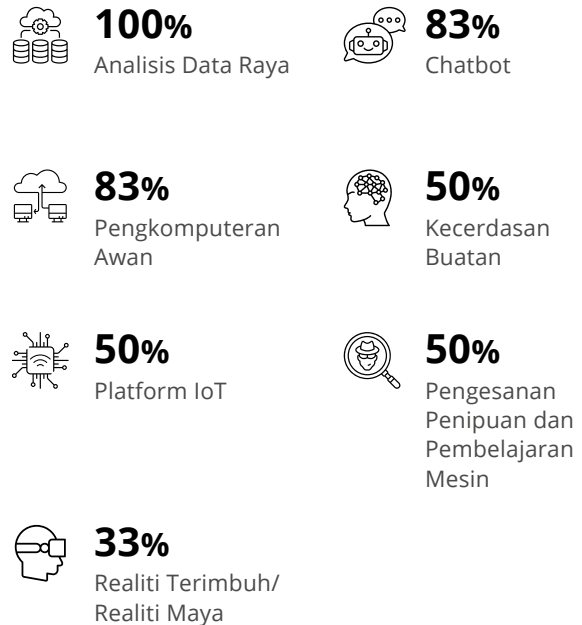 100%
Analisis Data Raya
83%
Chatbot
83%
Pengkomputeran
Awan
50%
Kecerdasan
Buatan
50%
Platform IoT
50%
Pengesanan
Penipuan dan
Pembelajaran
Mesin
33%
Realiti Terimbuh/
Realiti Maya